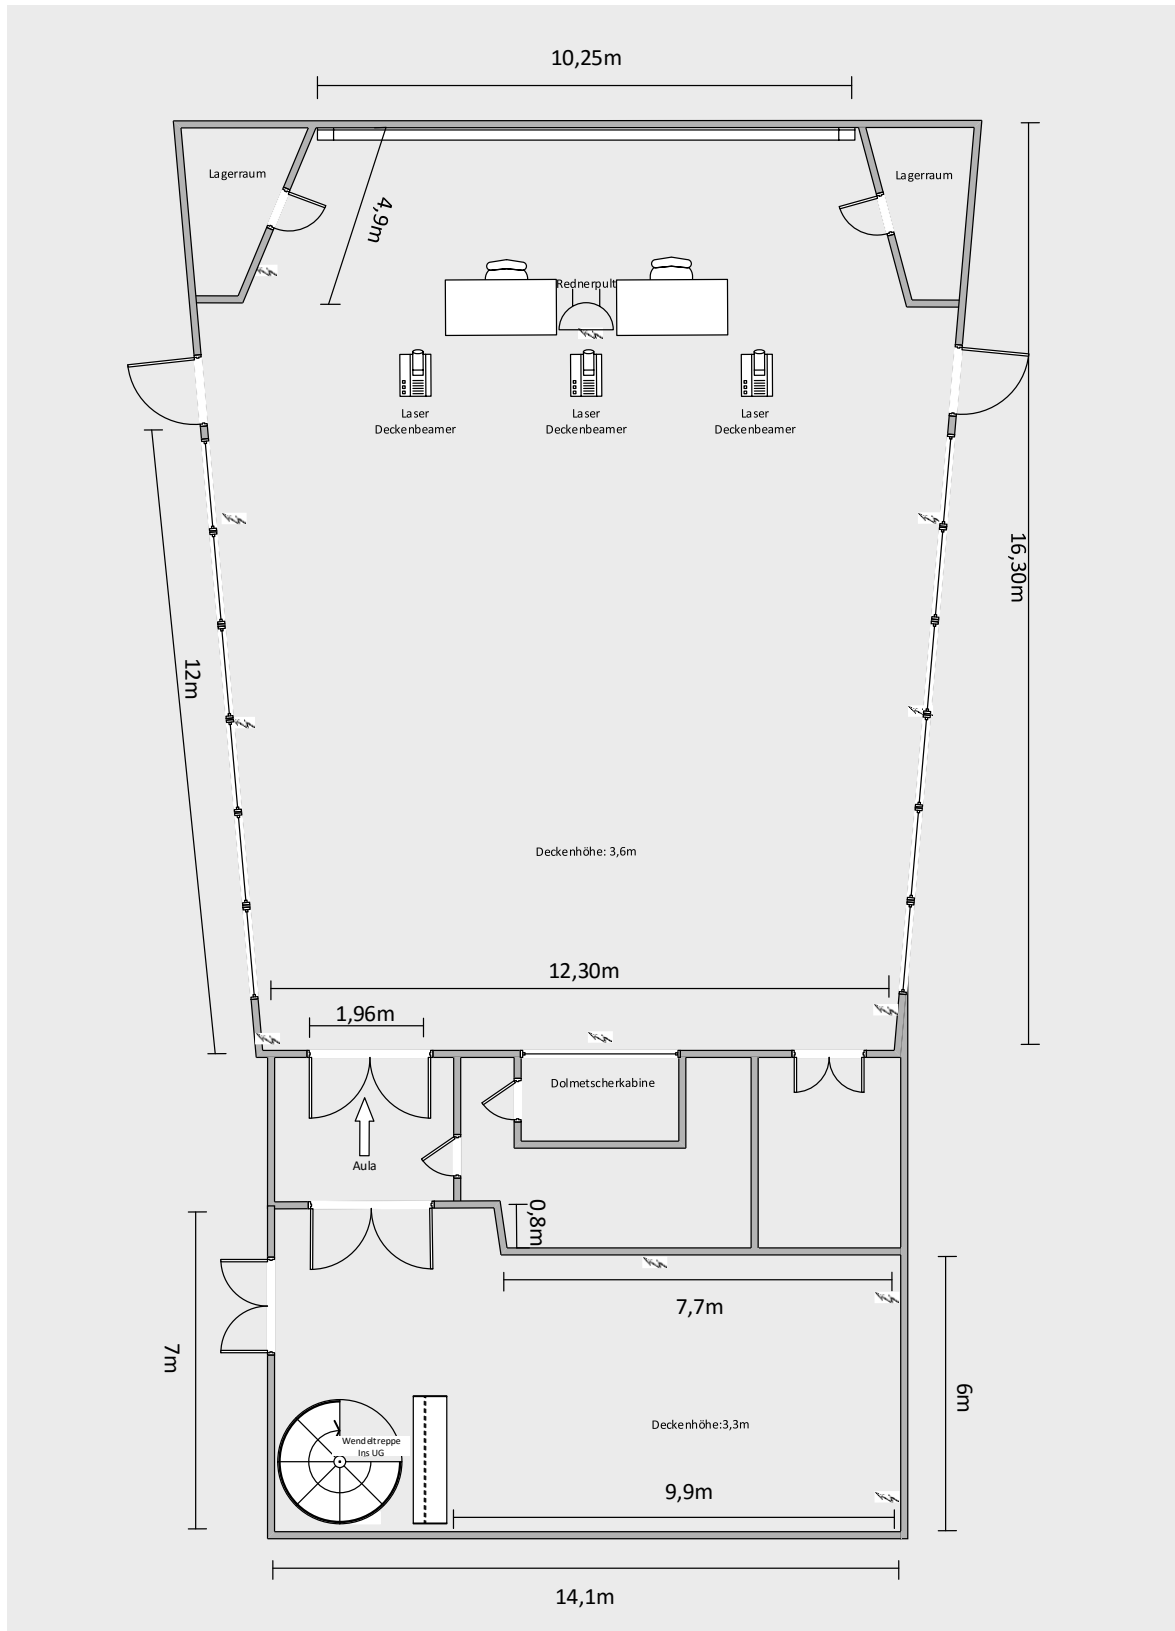 10,25m
Lagerraum
Lagerraum
4,9m
Rednerpult
Laser
Deckenbeamer
Laser
Deckenbeamer
Laser
Deckenbeamer
16,30m
12m
Deckenhöhe: 3,6m
12,30m
1,96m
Dolmetscherkabine
Aula
0,8m
7,7m
7m
6m
Deckenhöhe:3,3m
Wendeltreppe
Ins UG
9,9m
14,1m